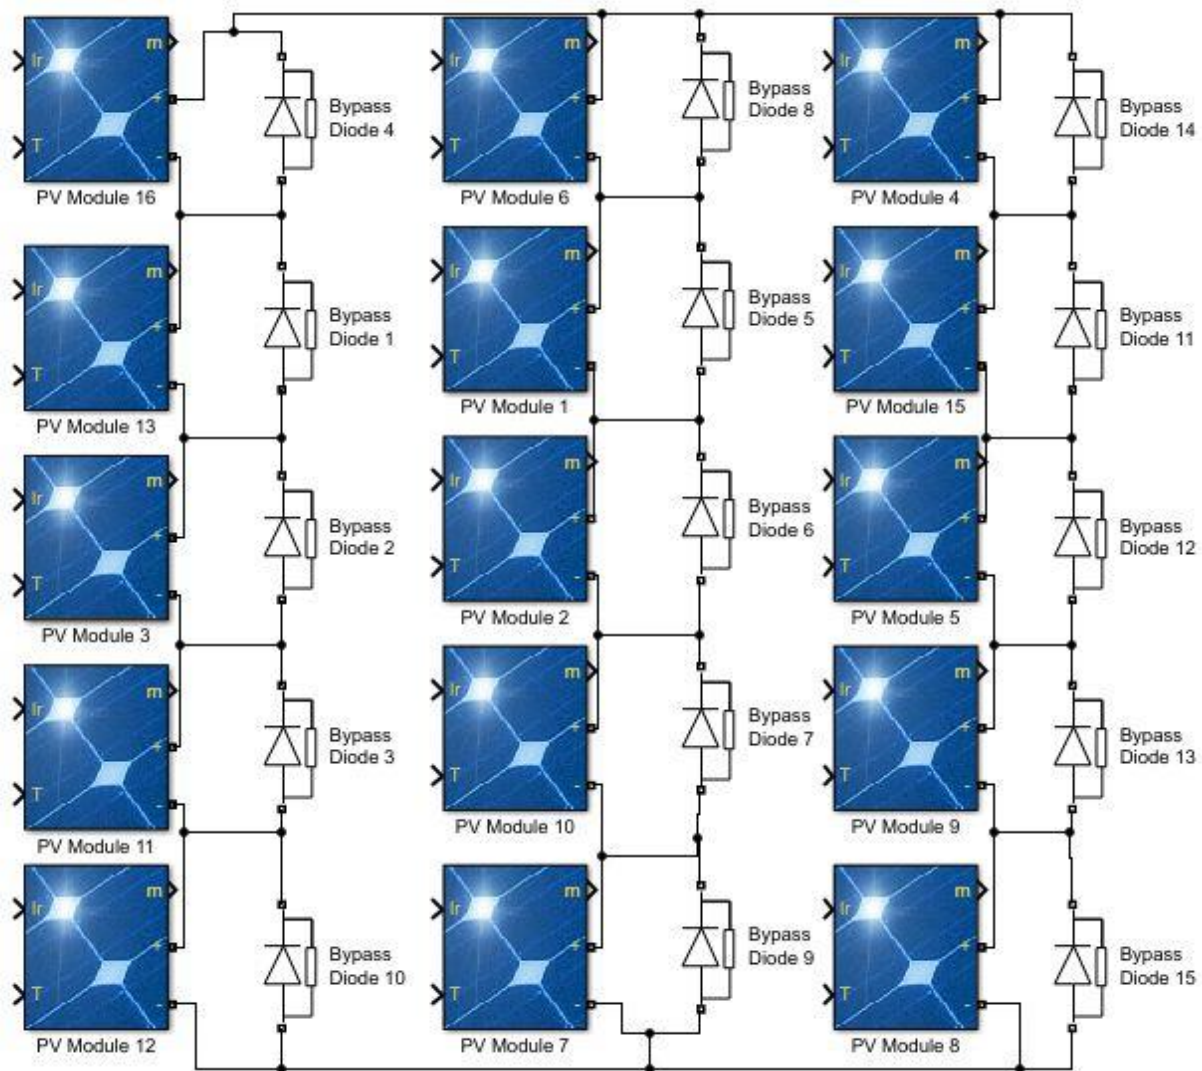 m
Ir
+
T
-
PV Module 16
Bypass
Diode 4
m
Ir
+
T
-
PV Module 6
Bypass
Diode 8
m
Ir
+
T
-
PV Module 4
Bypass
Diode 14
m
Ir
+
T
-
PV Module 13
Bypass
Diode 1
m
Ir
+
T
-
PV Module 1
Bypass
Diode 5
m
Ir
+
T
-
PV Module 15
Bypass
Diode 11
m
Ir
+
T
-
PV Module 3
Bypass
Diode 2
m
Ir
+
T
-
PV Module 2
Bypass
Diode 6
m
Ir
+
T
-
PV Module 5
Bypass
Diode 12
m
Ir
+
T
-
PV Module 11
Bypass
Diode 3
m
Ir
+
T
-
PV Module 10
Bypass
Diode 7
m
Ir
+
T
-
PV Module 9
Bypass
Diode 13
m
Ir
+
T
-
PV Module 12
Bypass
Diode 10
m
Ir
+
T
-
PV Module 7
Bypass
Diode 9
m
Ir
+
T
-
PV Module 8
Bypass
Diode 15